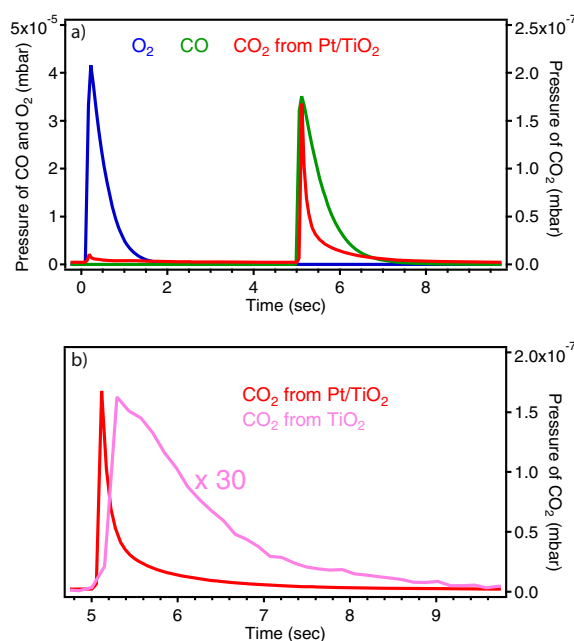 a)
O₂ CO CO₂ from Pt/TiO₂
Pressure of CO and O₂ (mbar)
5x10⁻⁵
4
3
2
1
0
Pressure of CO₂ (mbar)
2.5x10⁻⁷
2.0
1.5
1.0
0.5
0.0
0 2 4 6 8
Time (sec)
b)
CO₂ from Pt/TiO₂
CO₂ from TiO₂
x 30
Pressure of CO₂ (mbar)
2.0x10⁻⁷
1.5
1.0
0.5
0.0
5 6 7 8 9
Time (sec)